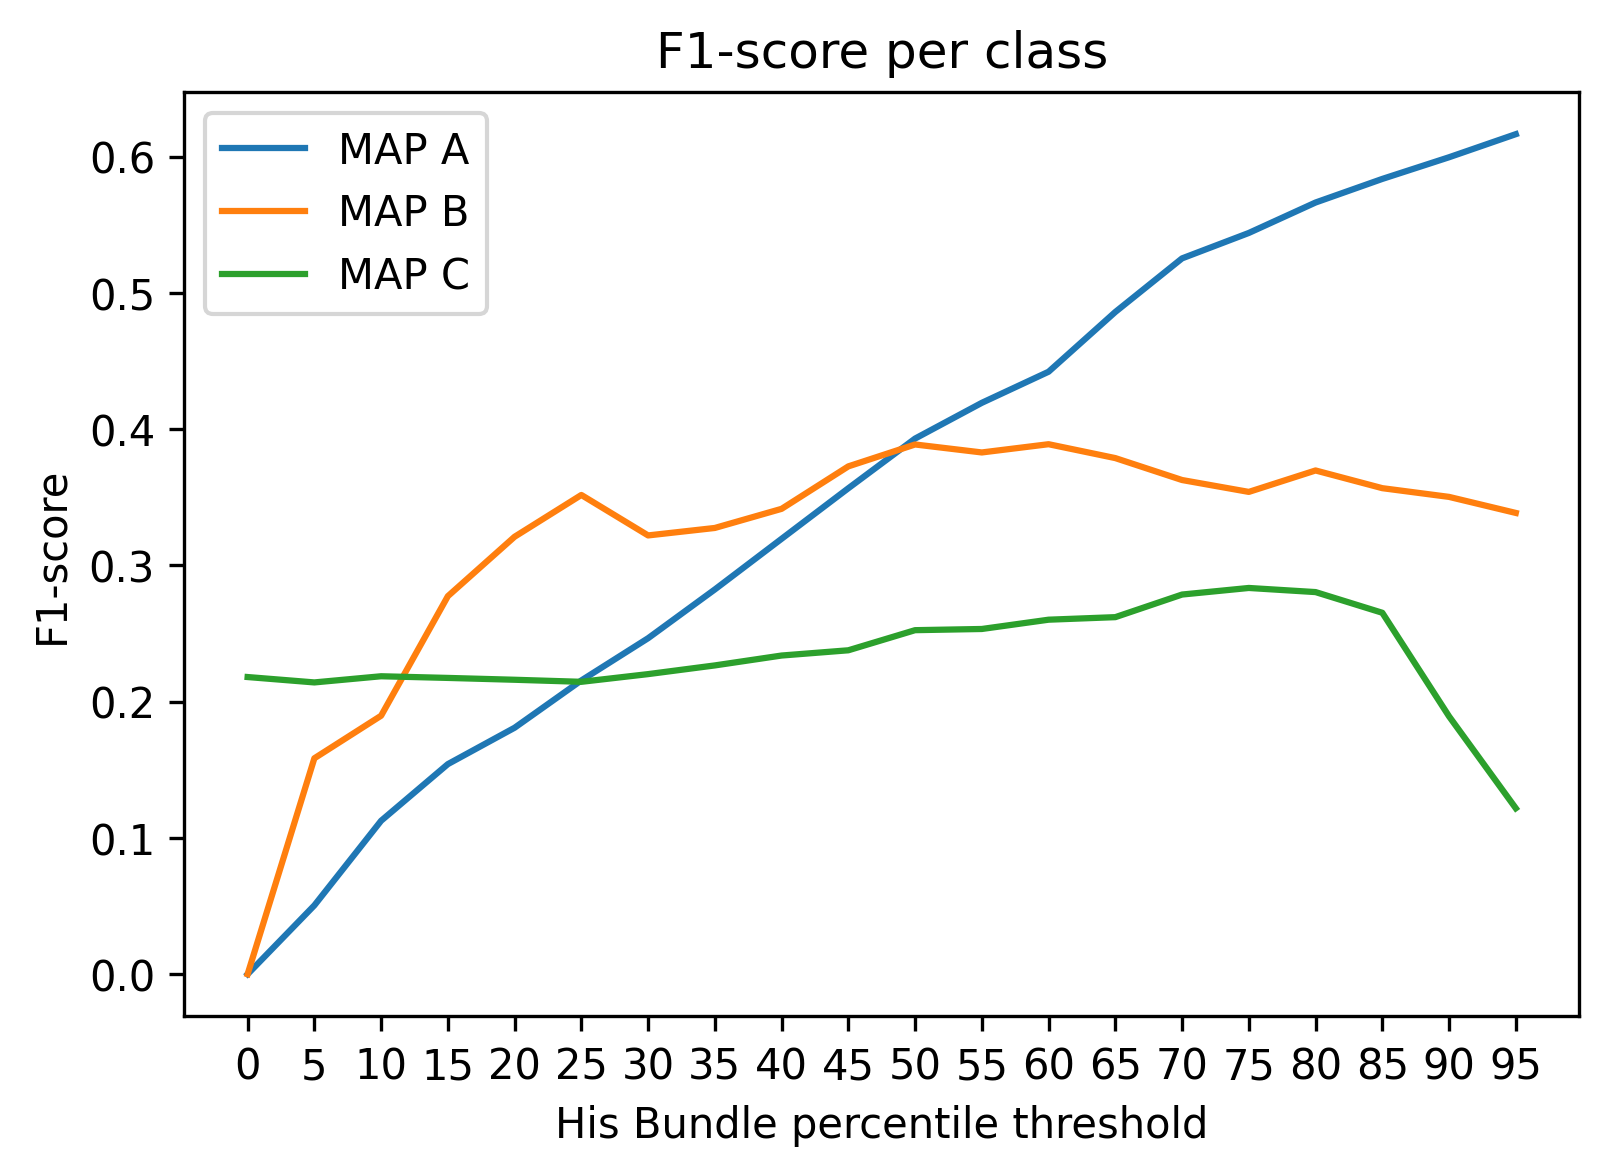 F1-score per class
MAP A
MAP B
MAP C
F1-score
0.6
0.5
0.4
0.3
0.2
0.1
0.0
0 5 10 15 20 25 30 35 40 45 50 55 60 65 70 75 80 85 90 95
His Bundle percentile threshold